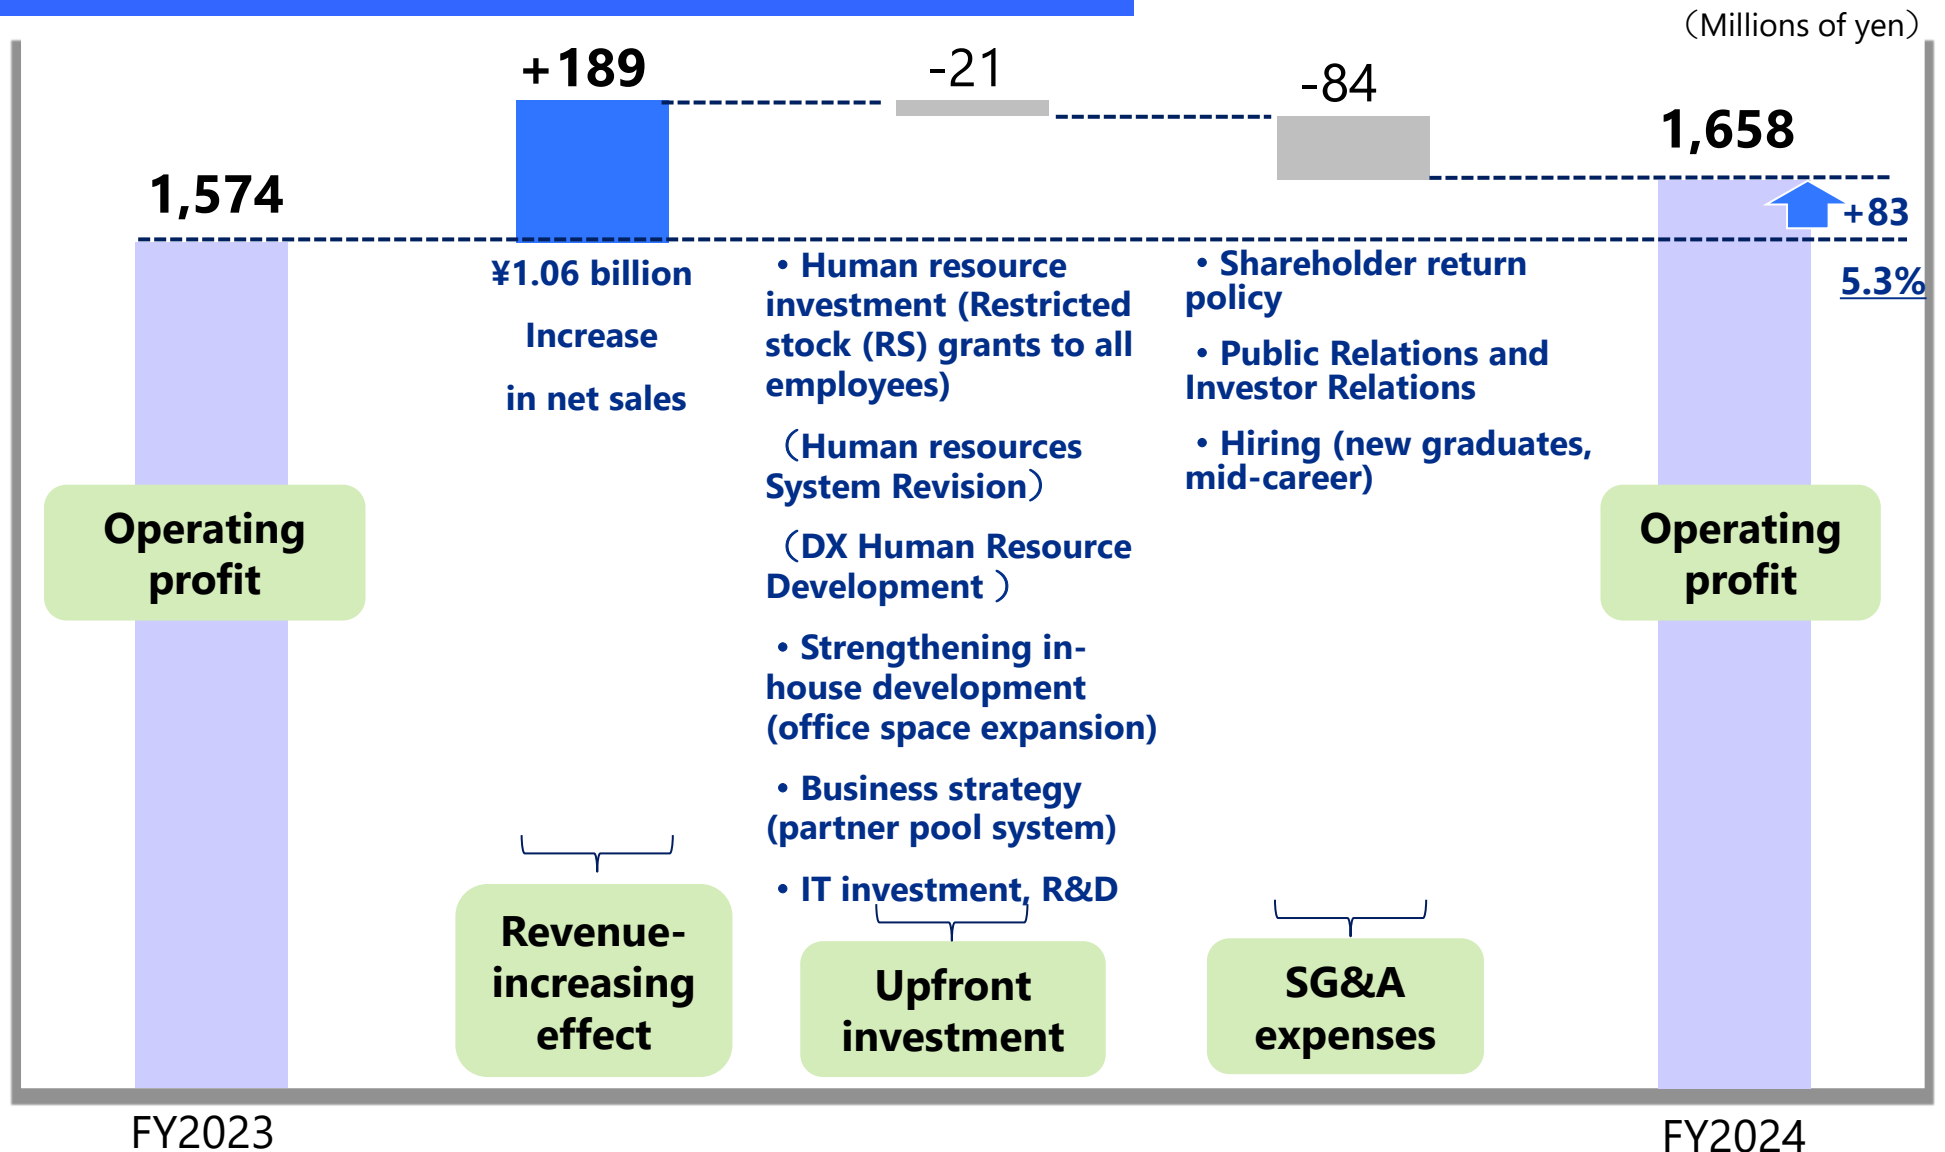 （Millions of yen）
+189
-21
-84
1,658
1,574
+83
5.3%
¥1.06 billion
Increase
in net sales
・Human resource
investment (Restricted
stock (RS) grants to all
employees)
（Human resources
System Revision）
（DX Human Resource
Development ）
・Strengthening in-
house development
(office space expansion)
・Business strategy
(partner pool system)
・IT investment, R&D
・Shareholder return
policy
・Public Relations and
Investor Relations
・Hiring (new graduates,
mid-career)
Operating
profit
Operating
profit
Revenue-
increasing
effect
Upfront
investment
SG&A
expenses
FY2023
FY2024